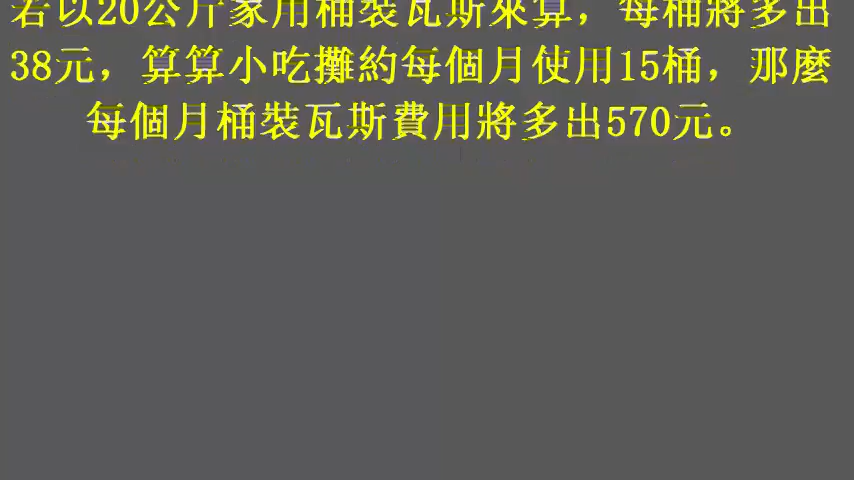 若以20公斤家用桶裝瓦斯來算，每桶將多出
38元，算算小吃攤約每個月使用15桶，那麼
每個月桶裝瓦斯費用將多出570元。